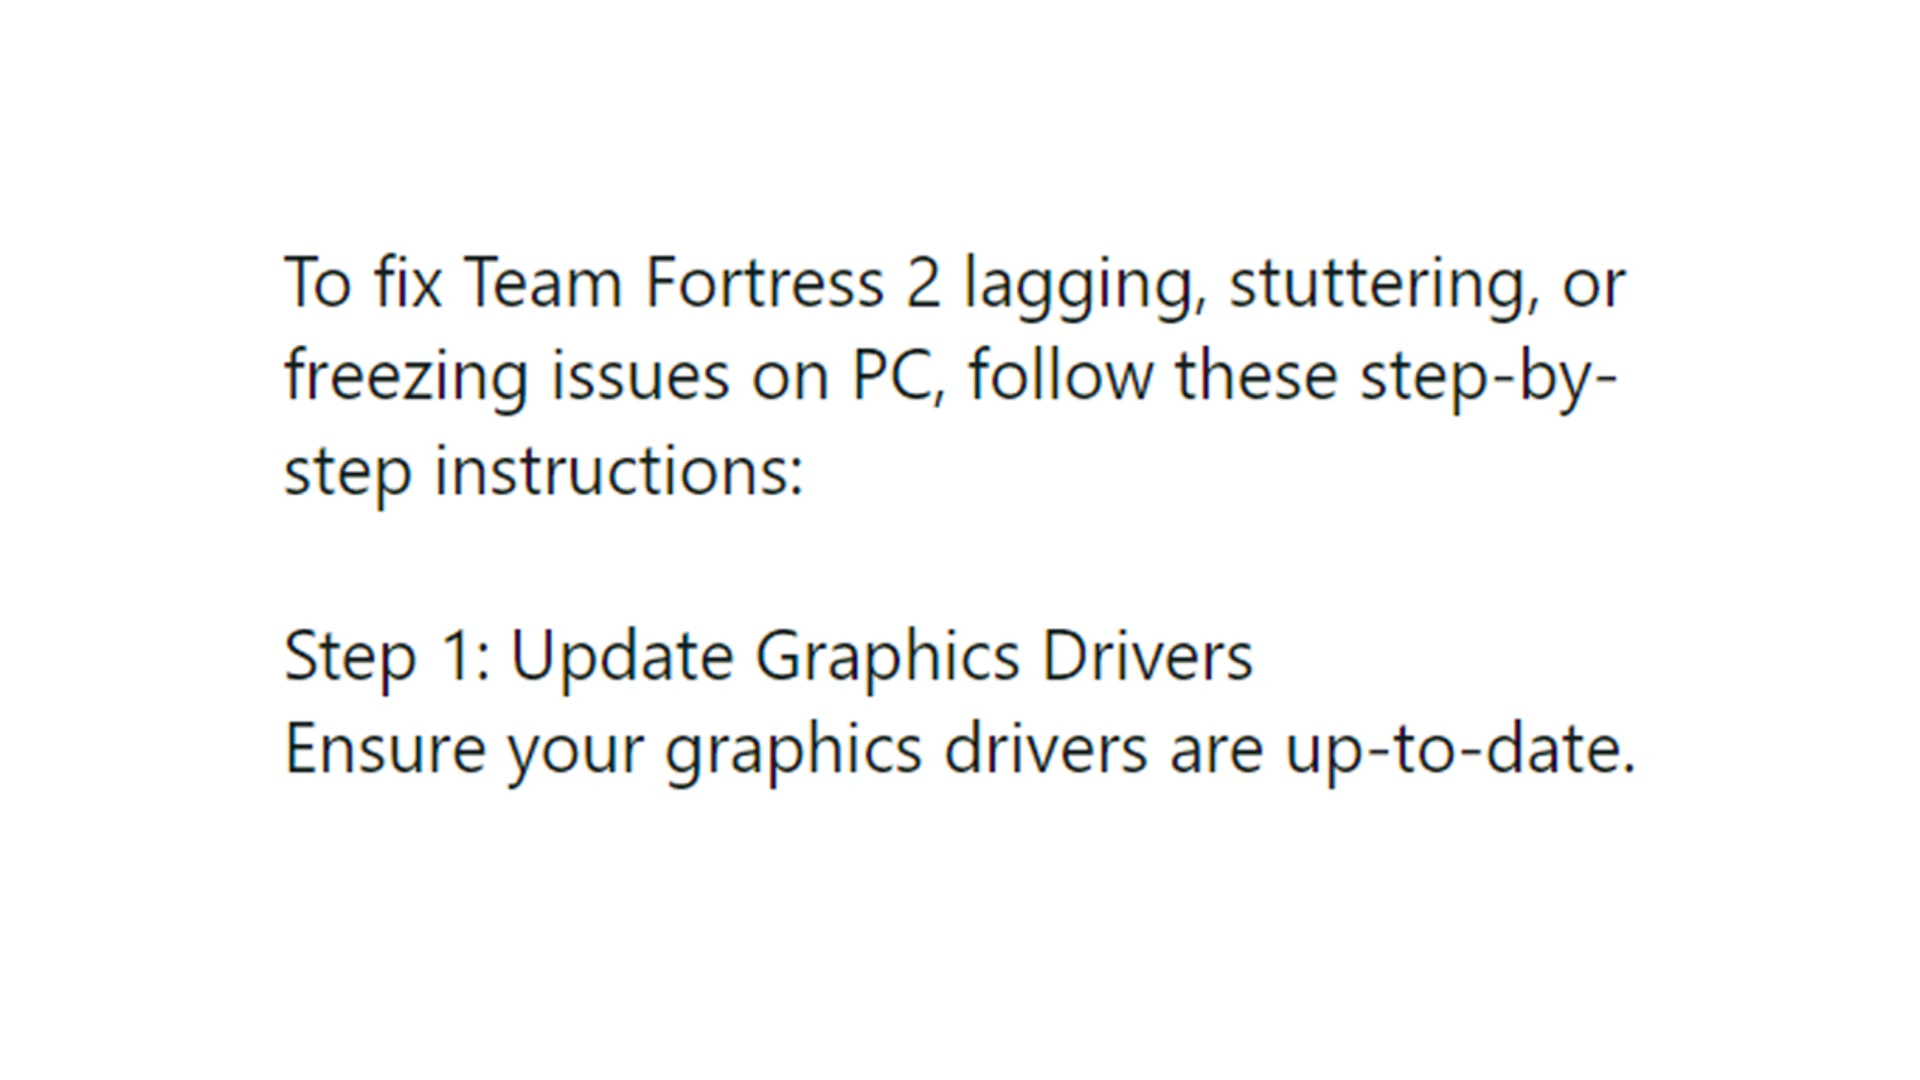 To fix Team Fortress 2 lagging, stuttering, or
freezing issues on PC, follow these step-by-
step instructions:
Step 1: Update Graphics Drivers
Ensure your graphics drivers are up-to-date.